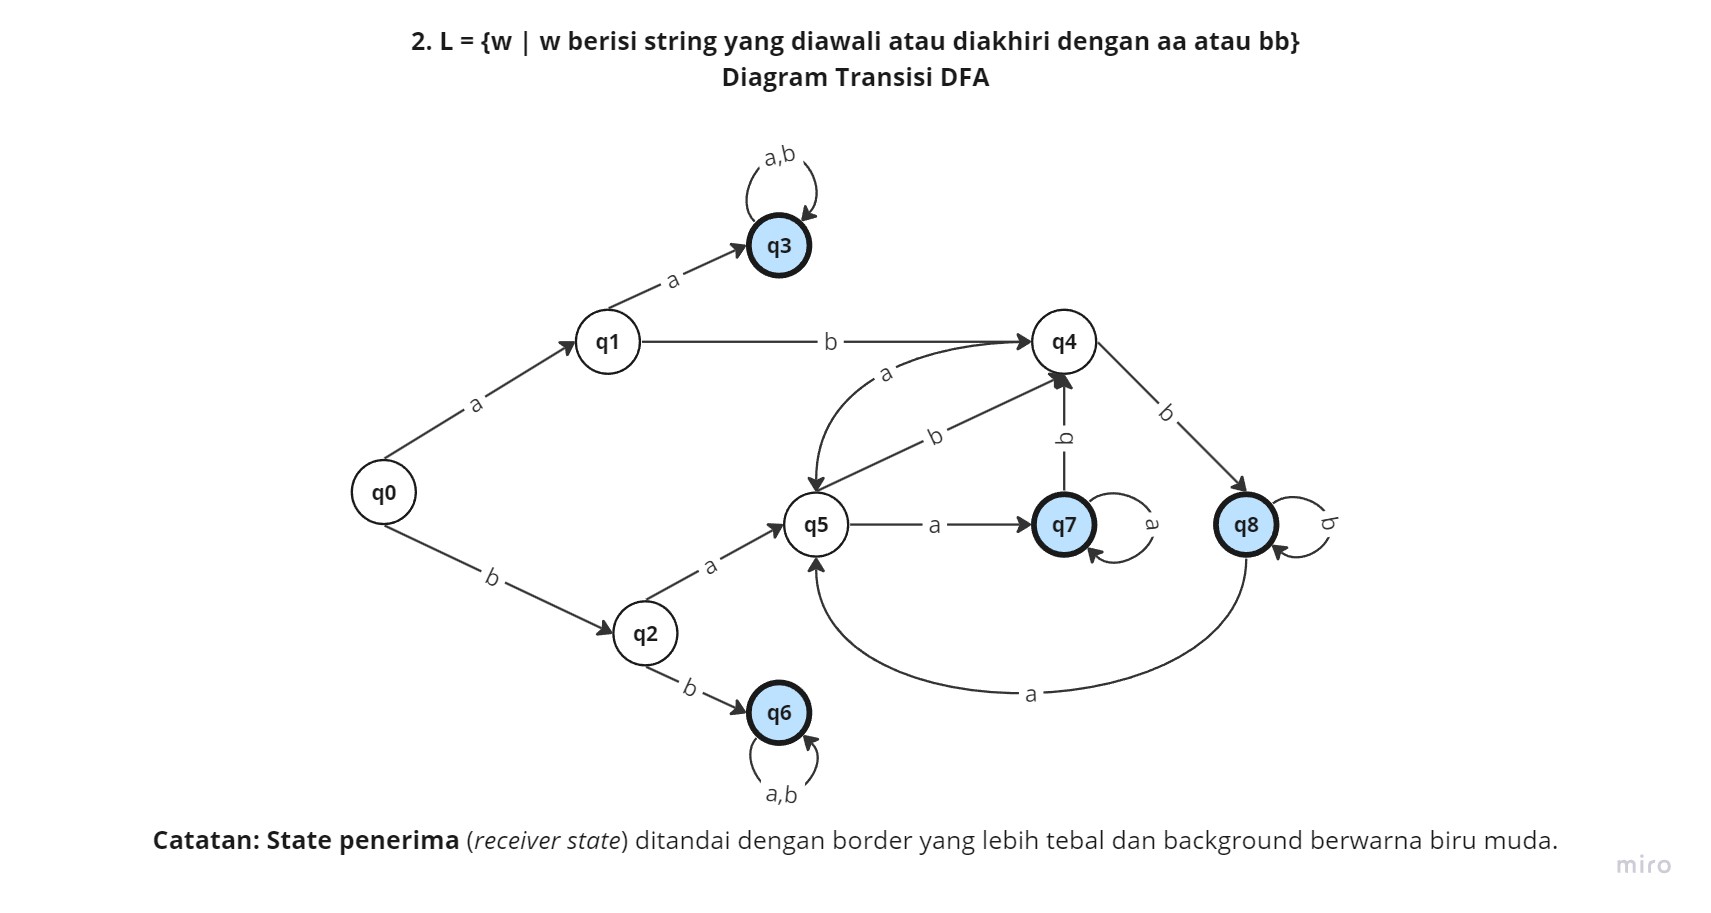 2. L = {w | w berisi string yang diawali atau diakhiri dengan aa atau bb}
Diagram Transisi DFA
a,b
q3
a
q1
b
q4
a
a
b
b
b
q0
q5
a
q7
a
q8
b
b
a
q2
b
a
q6
a,b
Catatan: State penerima (receiver state) ditandai dengan border yang lebih tebal dan background berwarna biru muda.
miro